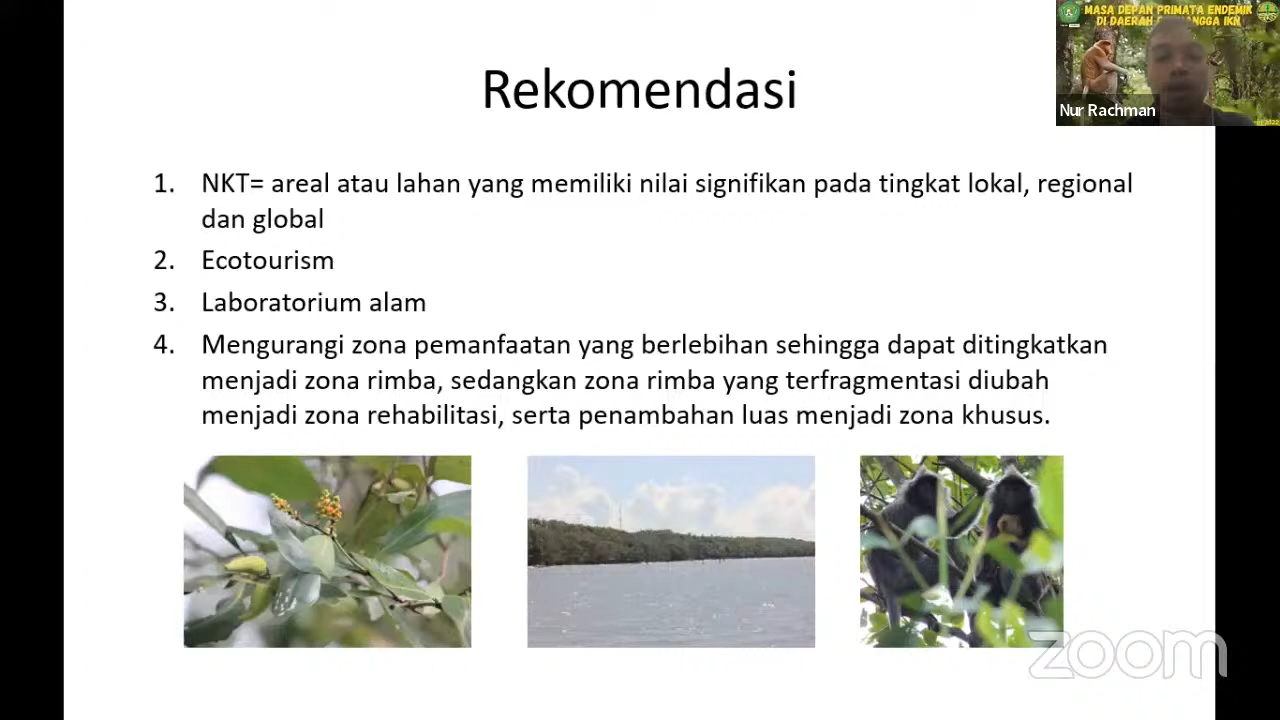 MASA DEPAN PRIMATA ENDEMIK
DI DAERAH IKN
Nur Rachman
Rekomendasi
1. NKT= areal atau lahan yang memiliki nilai signifikan pada tingkat lokal, regional
dan global
2. Ecotourism
3. Laboratorium alam
4. Mengurangi zona pemanfaatan yang berlebihan sehingga dapat ditingkatkan
menjadi zona rimba, sedangkan zona rimba yang terfragmentasi diubah
menjadi zona rehabilitasi, serta penambahan luas menjadi zona khusus.
zoom